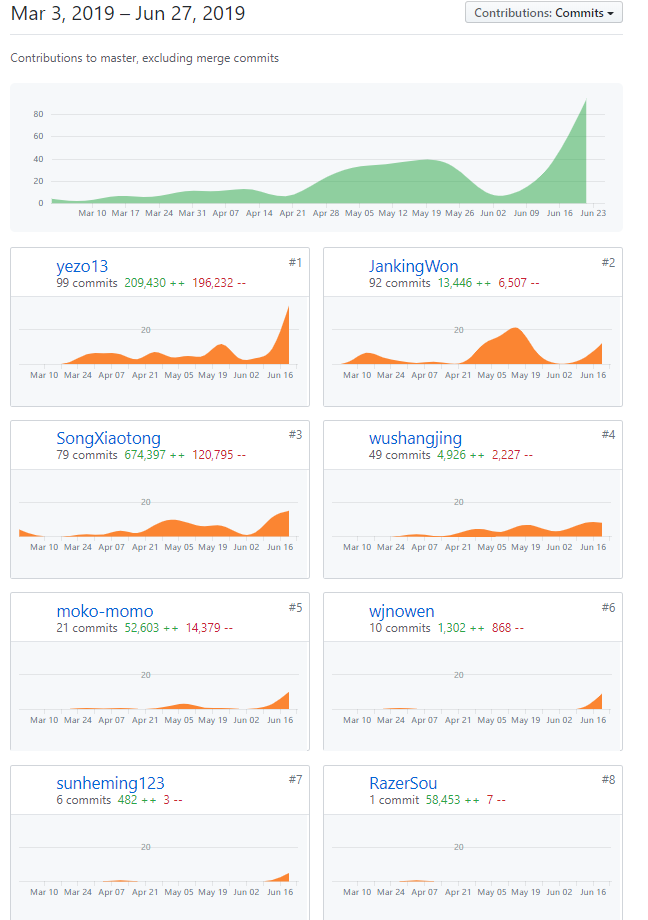 Mar 3, 2019 – Jun 27, 2019
Contributions: Commits
Contributions to master, excluding merge commits
80
60
40
20
0
Mar 10 Mar 17 Mar 24 Mar 31 Apr 07 Apr 14 Apr 21 Apr 28 May 05 May 12 May 19 May 26 Jun 02 Jun 09 Jun 16 Jun 23
yezo13 #1
99 commits 209,430 ++ 196,232 --
20
Mar 10 Mar 24 Apr 07 Apr 21 May 05 May 19 Jun 02 Jun 16
JankingWon #2
92 commits 13,446 ++ 6,507 --
20
Mar 10 Mar 24 Apr 07 Apr 21 May 05 May 19 Jun 02 Jun 16
SongXiaotong #3
79 commits 674,397 ++ 120,795 --
20
Mar 10 Mar 24 Apr 07 Apr 21 May 05 May 19 Jun 02 Jun 16
wushangjing #4
49 commits 4,926 ++ 2,227 --
20
Mar 10 Mar 24 Apr 07 Apr 21 May 05 May 19 Jun 02 Jun 16
moko-momo #5
21 commits 52,603 ++ 14,379 --
20
Mar 10 Mar 24 Apr 07 Apr 21 May 05 May 19 Jun 02 Jun 16
wjnowen #6
10 commits 1,302 ++ 868 --
20
Mar 10 Mar 24 Apr 07 Apr 21 May 05 May 19 Jun 02 Jun 16
sunheming123 #7
6 commits 482 ++ 3 --
20
Mar 10 Mar 24 Apr 07 Apr 21 May 05 May 19 Jun 02 Jun 16
RazerSou #8
1 commit 58,453 ++ 7 --
20
Mar 10 Mar 24 Apr 07 Apr 21 May 05 May 19 Jun 02 Jun 16